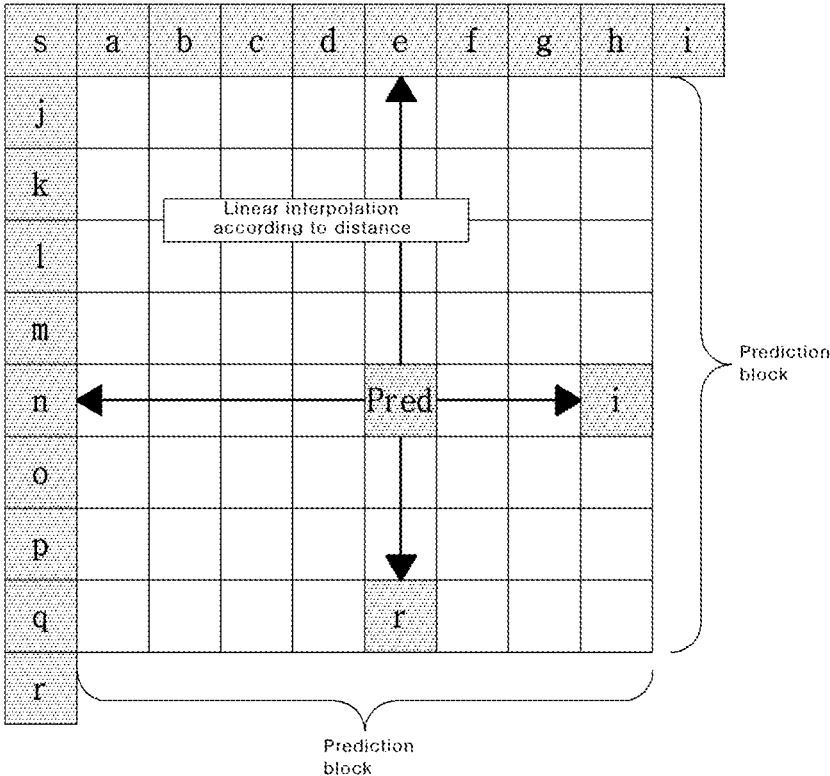 s a b c d e f g h i
j
k
Linear interpolation
according to distance
l
m
Prediction
block
n Pred i
o
p
q r
r
Prediction
block